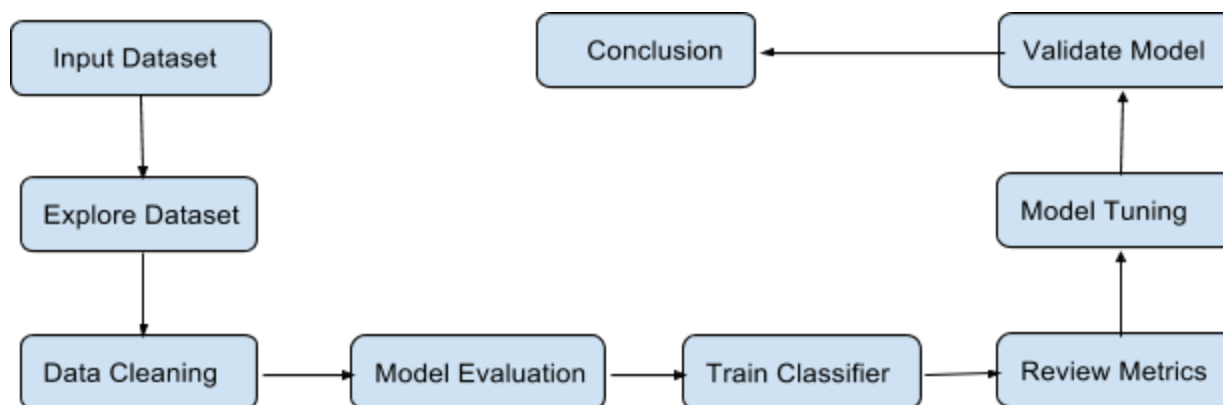 Input Dataset
Explore Dataset
Data Cleaning
Model Evaluation
Train Classifier
Review Metrics
Model Tuning
Validate Model
Conclusion